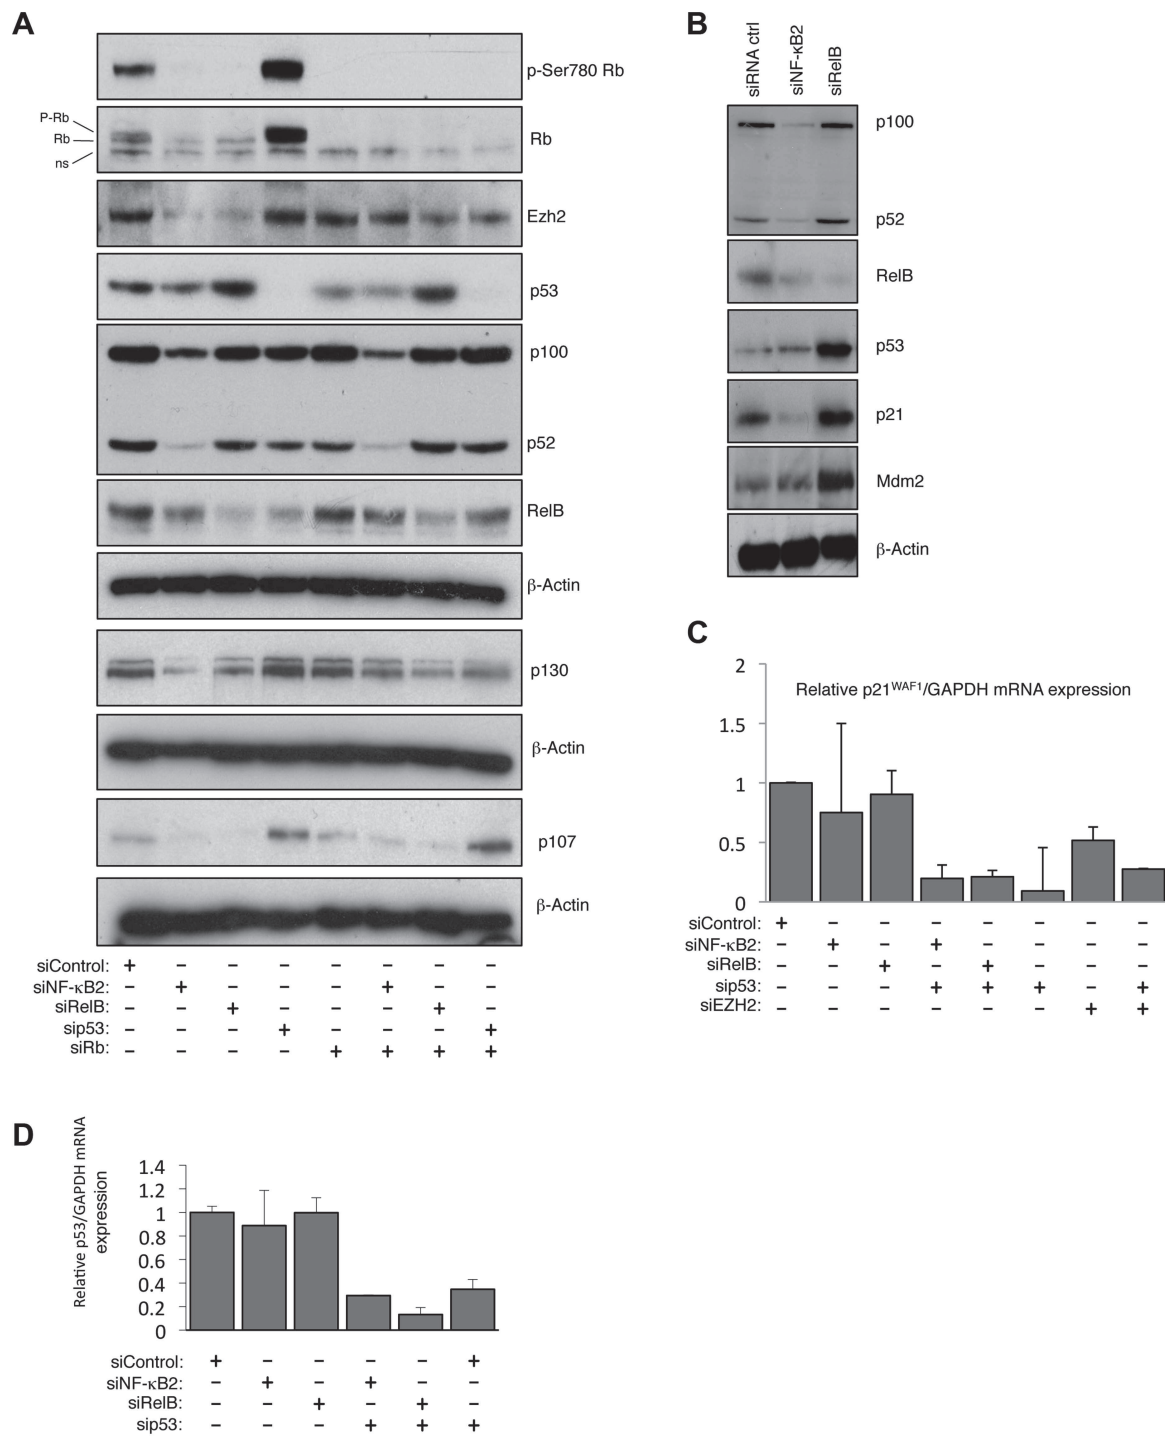 A
p-Ser780 Rb
P-Rb
Rb
ns
Rb
Ezh2
p53
p100
p52
RelB
β-Actin
p130
β-Actin
p107
β-Actin
siControl: + – – – – – – –
siNF-κB2: – + – – – + – –
siRelB: – – + – – – + –
sip53: – – – + – – – +
siRb: – – – – + + + +
B
siRNA ctrl
siNF-κB2
siRelB
p100
p52
RelB
p53
p21
Mdm2
β-Actin
C
Relative p21WAF1/GAPDH mRNA expression
2
1.5
1
0.5
0
siControl: + – – – – – – –
siNF-κB2: – + – + – – – –
siRelB: – – + – + – – –
sip53: – – – + + + – +
siEZH2: – – – – – – + +
D
Relative p53/GAPDH mRNA
expression
1.4
1.2
1
0.8
0.6
0.4
0.2
0
siControl: + – – – – +
siNF-κB2: – + – + – –
siRelB: – – + – + –
sip53: – – – + + +